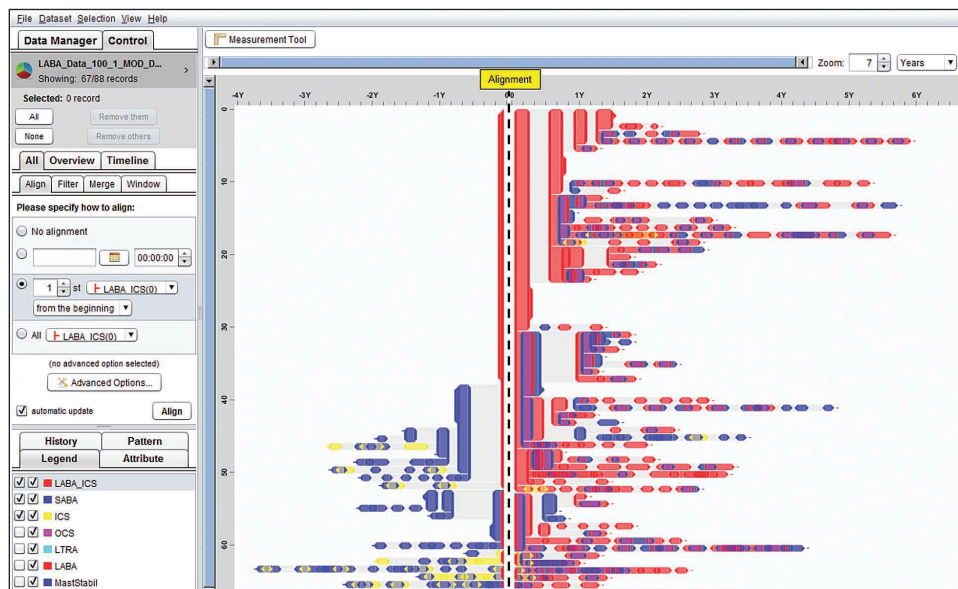 File Dataset Selection View Help
Data Manager Control
LABA_Data_100_1_MOD_D...
Showing: 67/88 records
Selected: 0 record
All Remove them
None Remove others
All Overview Timeline
Align Filter Merge Window
Please specify how to align:
No alignment
00:00:00
1 st LABA_ICS(0)
from the beginning
All LABA_ICS(0)
(no advanced option selected)
Advanced Options...
automatic update Align
History Pattern
Legend Attribute
LABA_ICS
SABA
ICS
OCS
LTRA
LABA
MastStabil
Measurement Tool
Zoom: 7 Years
Alignment
-4Y -3Y -2Y -1Y 00 1Y 2Y 3Y 4Y 5Y 6Y
0
10
20
30
40
50
60